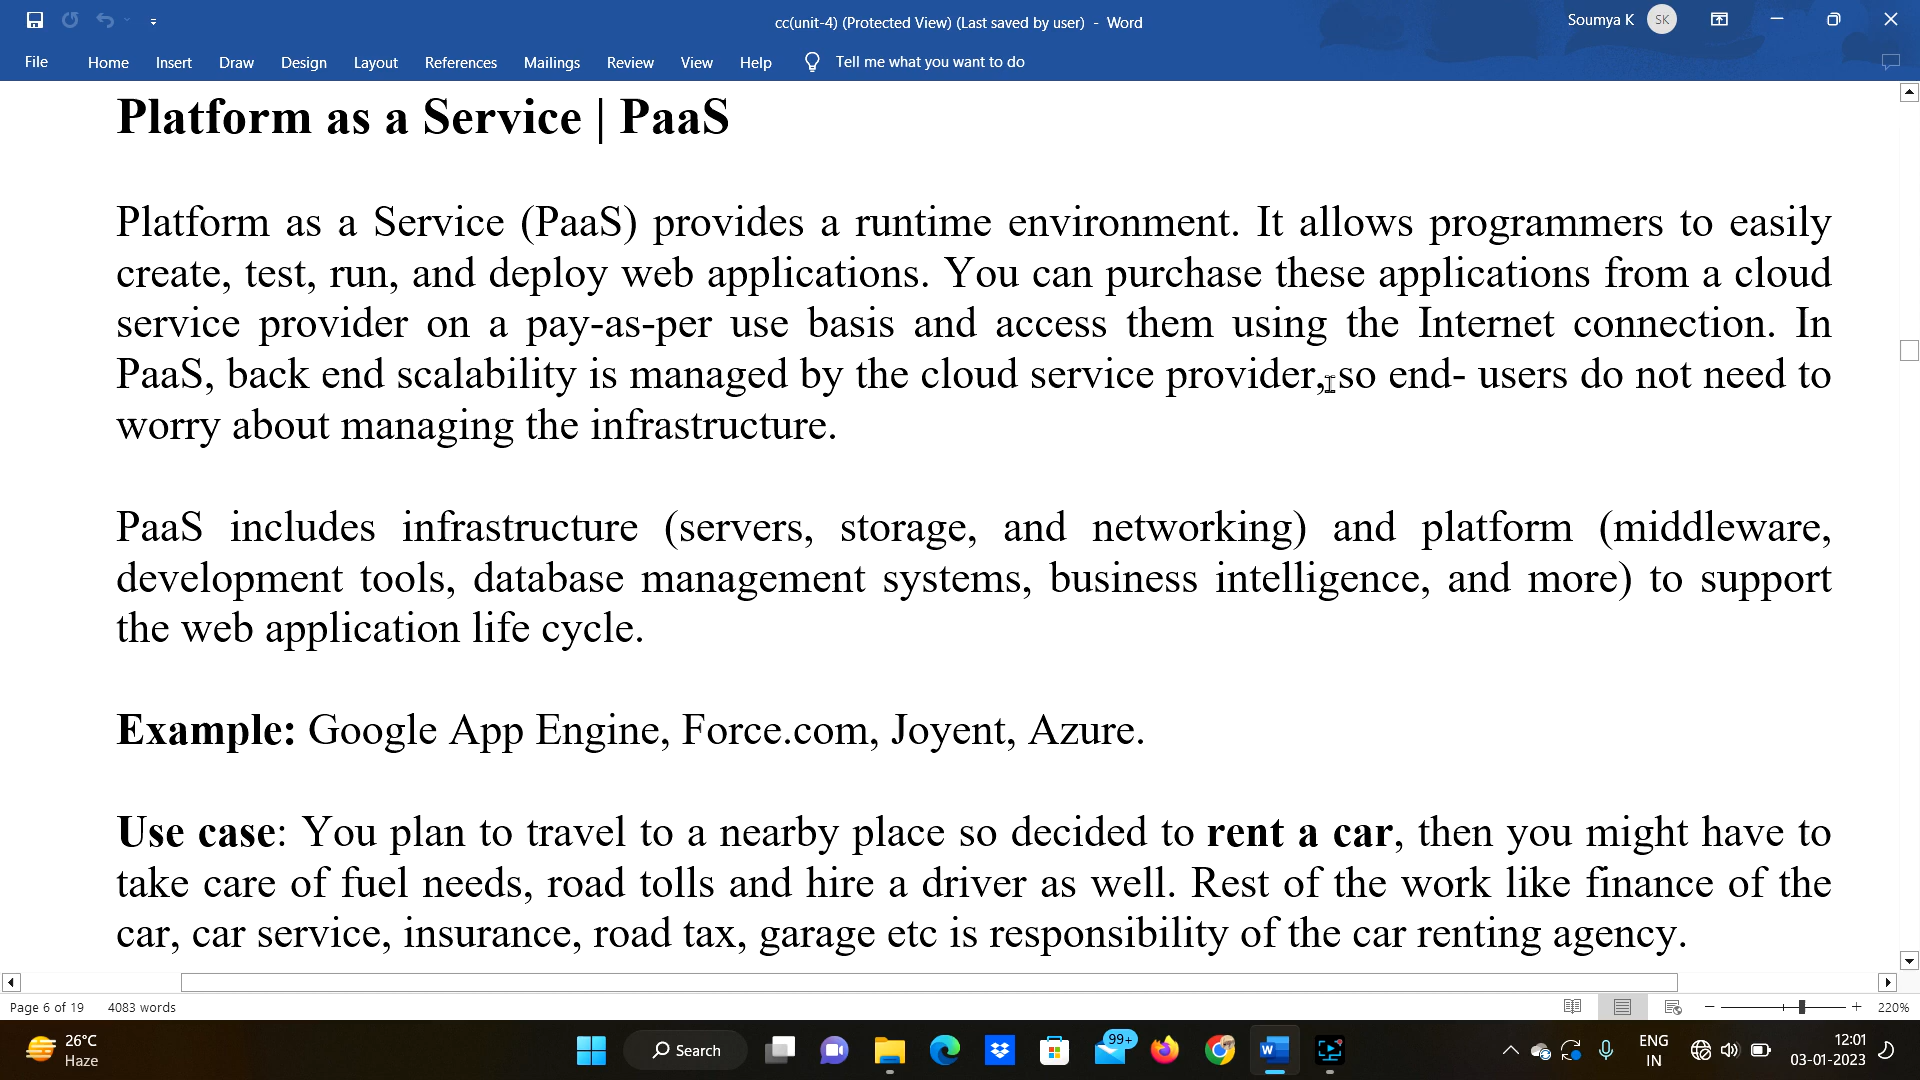 cc(unit-4) (Protected View) (Last saved by user) - Word
Soumya K
SK
File Home Insert Draw Design Layout References Mailings Review View Help Tell me what you want to do
Platform as a Service | PaaS
Platform as a Service (PaaS) provides a runtime environment. It allows programmers to easily
create, test, run, and deploy web applications. You can purchase these applications from a cloud
service provider on a pay-as-per use basis and access them using the Internet connection. In
PaaS, back end scalability is managed by the cloud service provider, so end- users do not need to
worry about managing the infrastructure.
PaaS includes infrastructure (servers, storage, and networking) and platform (middleware,
development tools, database management systems, business intelligence, and more) to support
the web application life cycle.
Example: Google App Engine, Force.com, Joyent, Azure.
Use case: You plan to travel to a nearby place so decided to rent a car, then you might have to
take care of fuel needs, road tolls and hire a driver as well. Rest of the work like finance of the
car, car service, insurance, road tax, garage etc is responsibility of the car renting agency.
Page 6 of 19 4083 words
220%
26°C
Haze
Search
99+
ENG
IN
12:01
03-01-2023